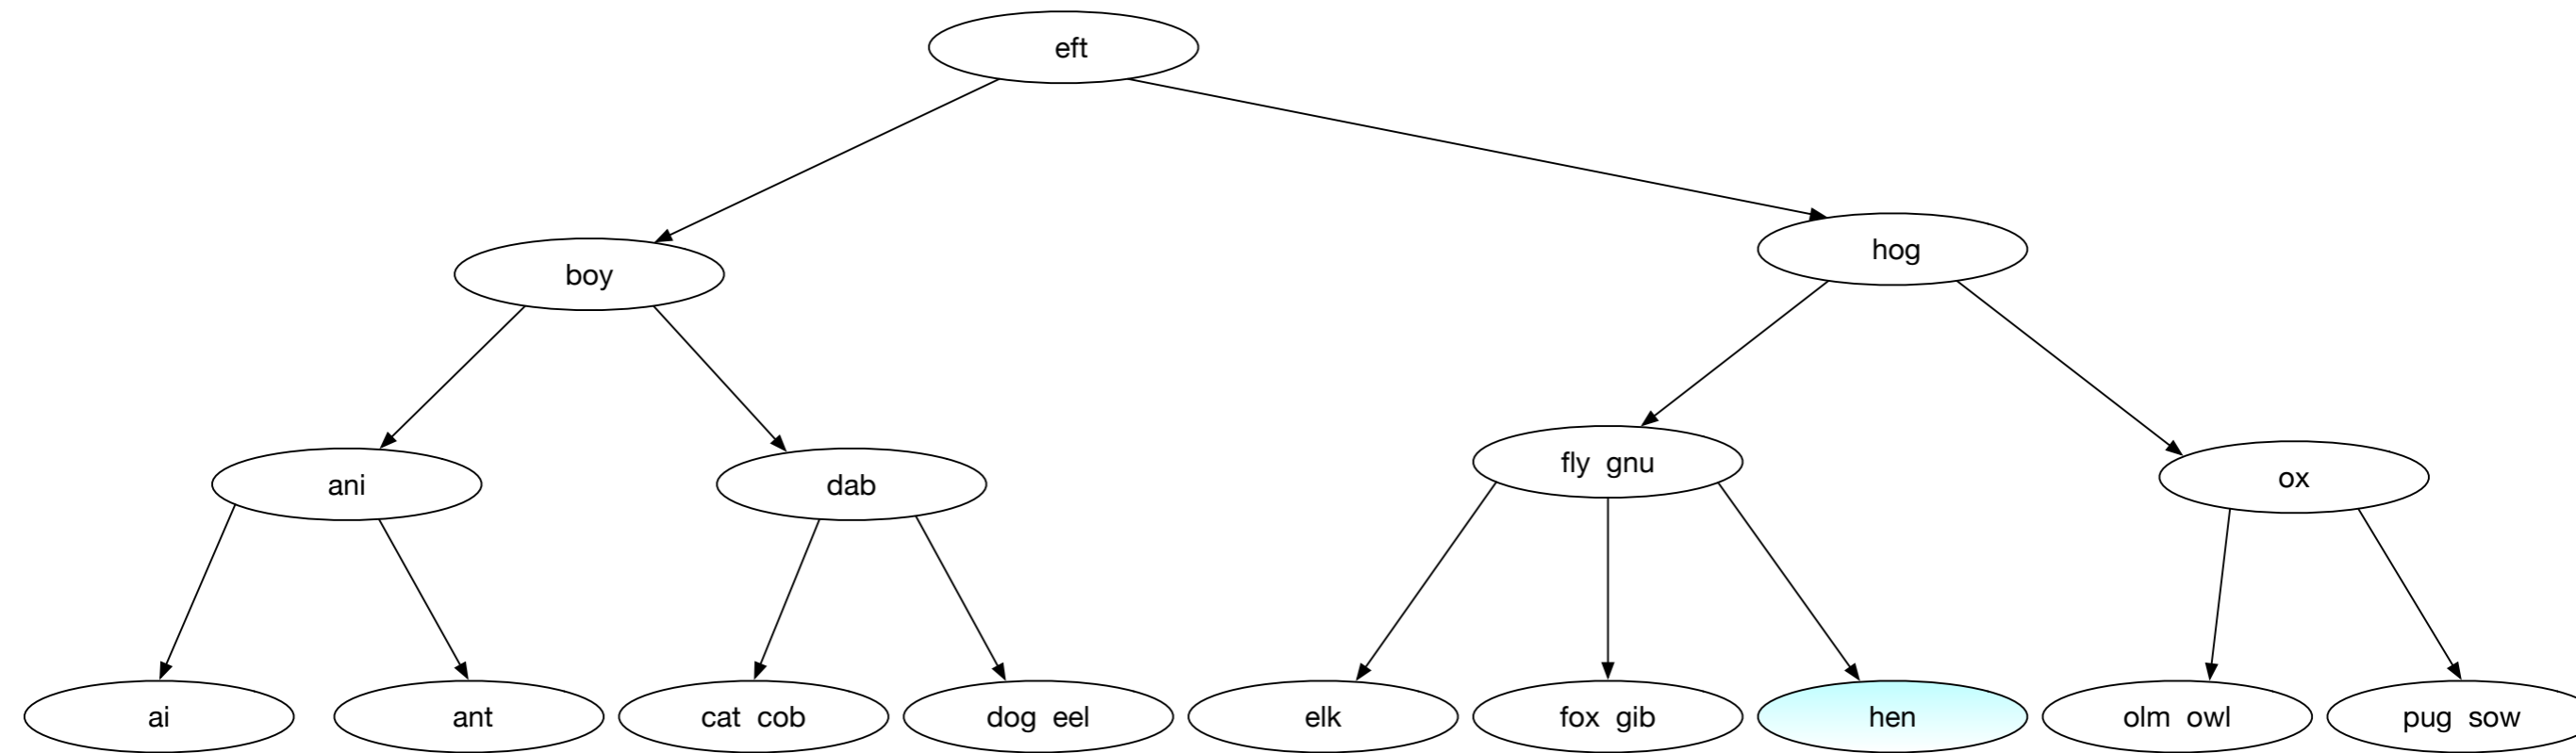 eft
boy
hog
ani
dab
fly gnu
ox
ai
ant
cat cob
dog eel
elk
fox gib
hen
olm owl
pug sow